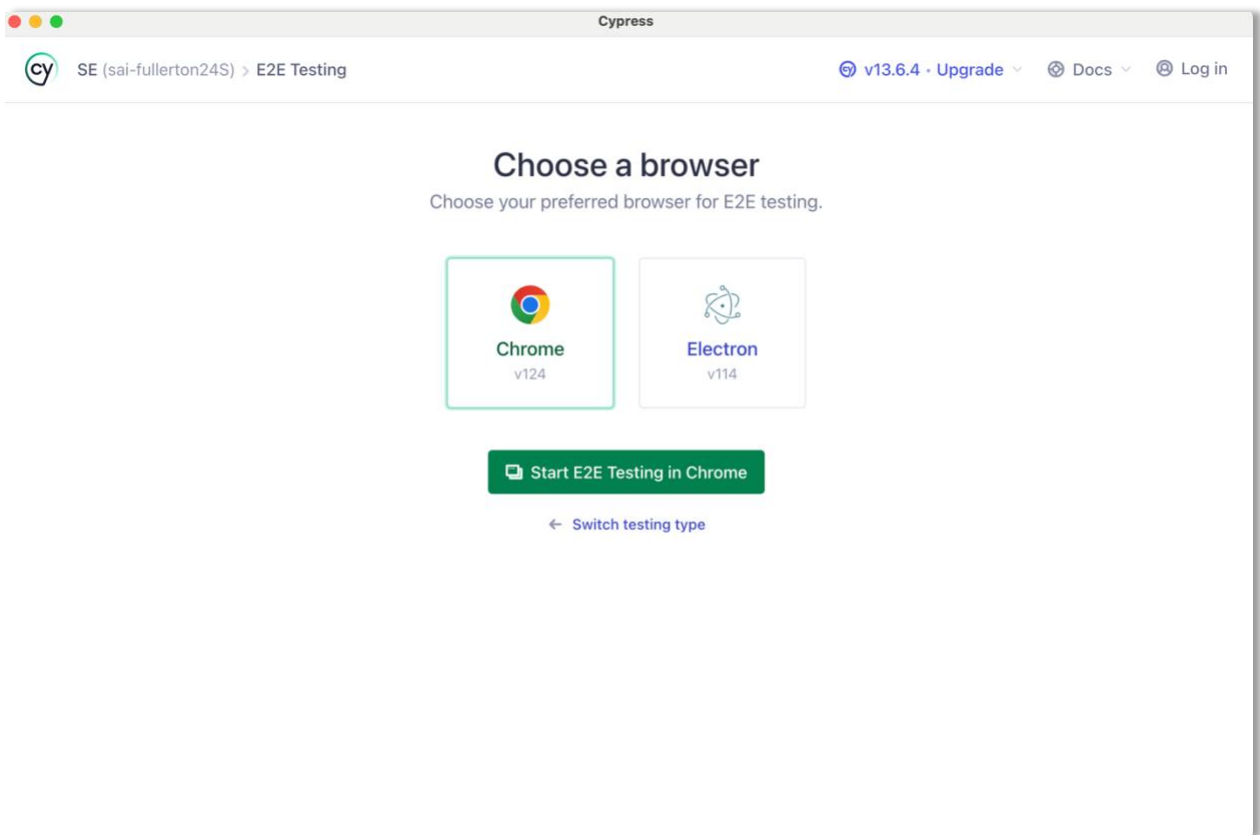 Cypress
cy SE (sai-fullerton24S) > E2E Testing v13.6.4 • Upgrade Docs Log in
Choose a browser
Choose your preferred browser for E2E testing.
Chrome Electron
v124 v114
Start E2E Testing in Chrome
← Switch testing type